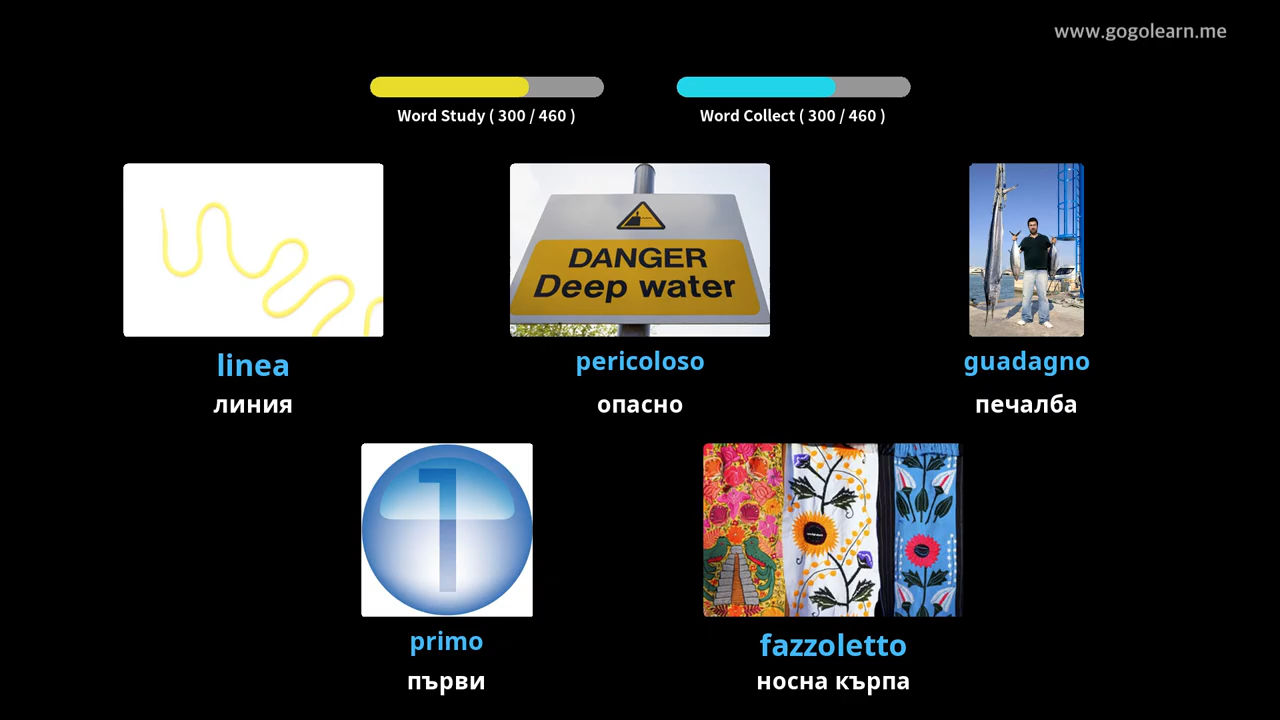 www.gogolearn.me
Word Study ( 300 / 460 )
Word Collect ( 300 / 460 )
DANGER
Deep water
linea
pericoloso
guadagno
линия
опасно
печалба
1
primo
fazzoletto
първи
носна кърпа